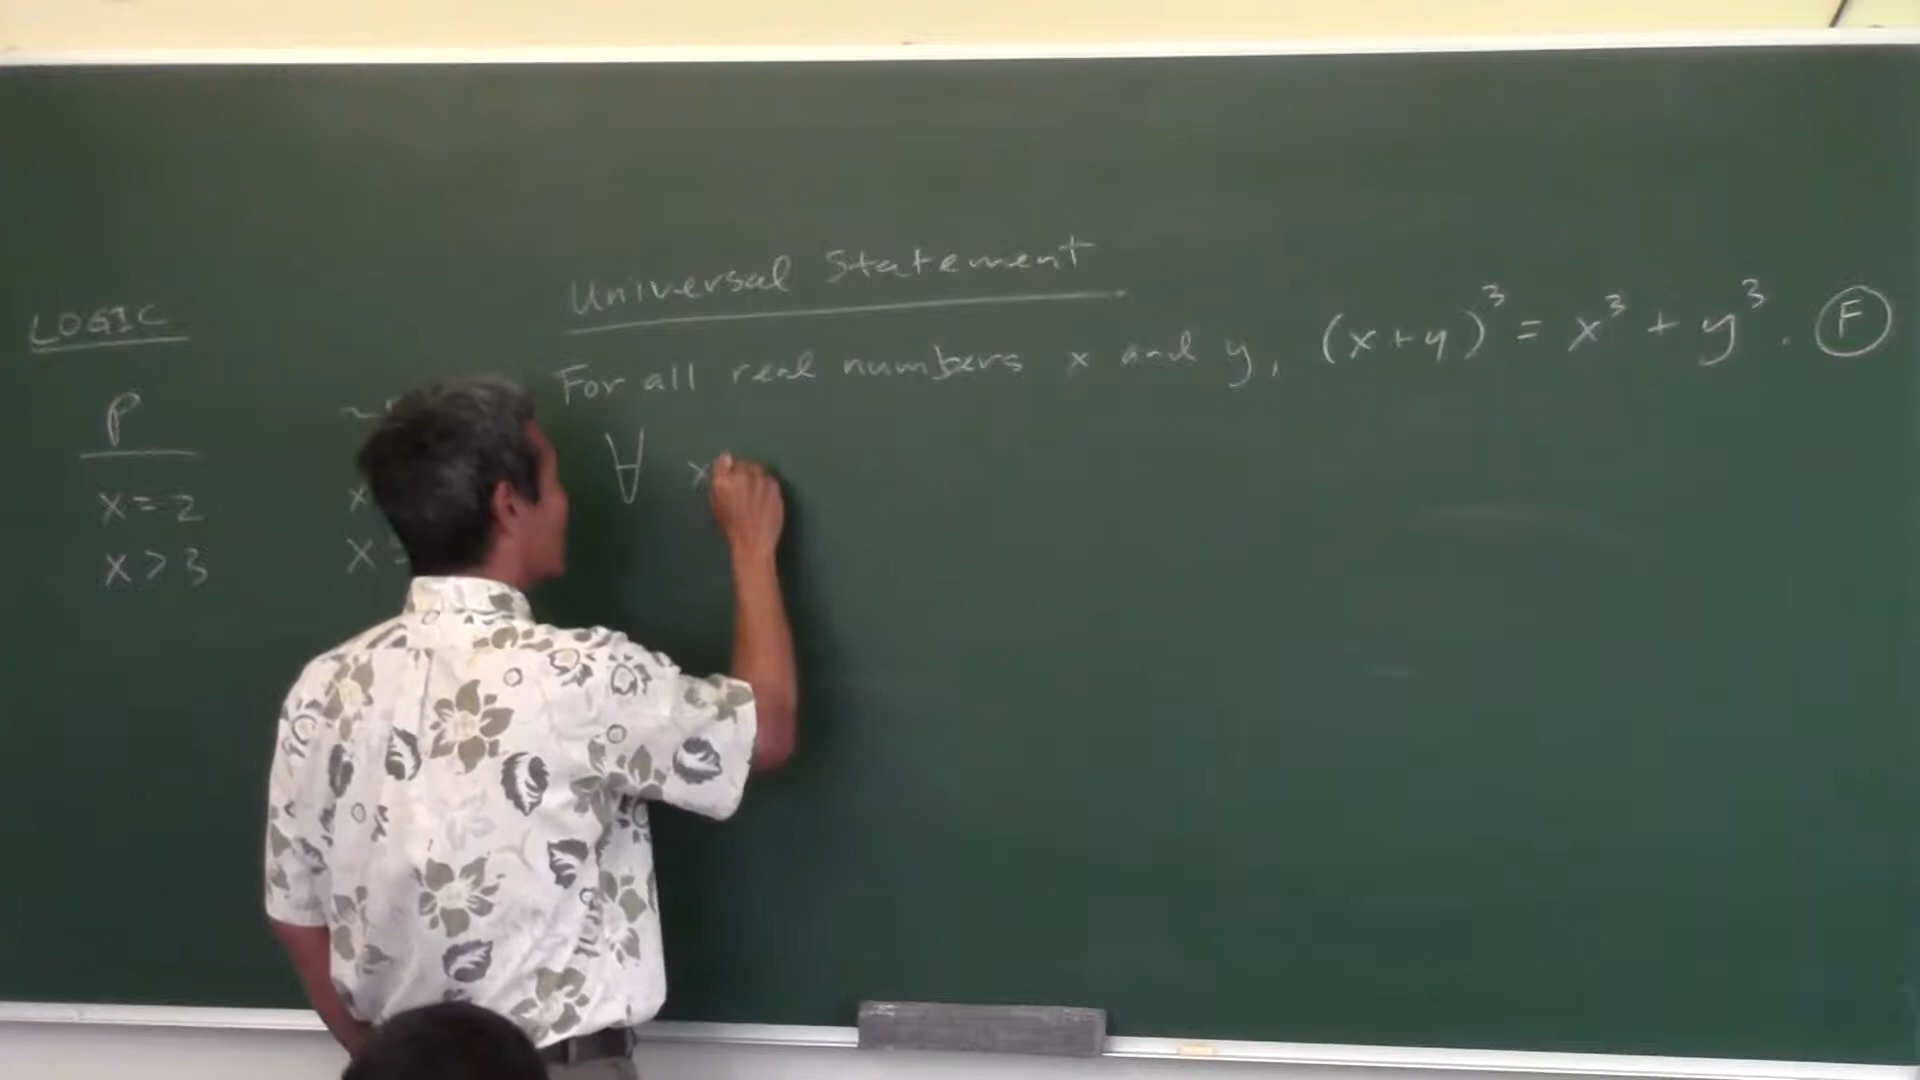 LOGIC
P
x = 2
x > 3
~
x
x
Universal Statement
For all real numbers x and y, (x + y)³ = x³ + y³. F
∀ x